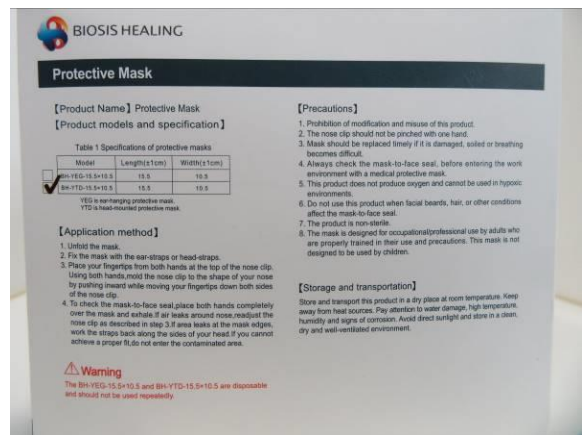 BIOSIS HEALING
Protective Mask
【Product Name】Protective Mask
【Product models and specification】
Table 1 Specifications of protective masks
Model Length(±1cm) Width(±1cm)
BH-YEG-15.5×10.5 15.5 10.5
BH-YTD-15.5×10.5 15.5 10.5
YEG is ear-hanging protective mask.
YTD is head-mounted protective mask.
【Application method】
1. Unfold the mask.
2. Fix the mask with the ear-straps or head-straps.
3. Place your fingertips from both hands at the top of the nose clip.
Using both hands,mold the nose clip to the shape of your nose
by pushing inward while moving your fingertips down both sides
of the nose clip.
4. To check the mask-to-face seal,place both hands completely
over the mask and exhale.If air leaks around nose,readjust the
nose clip as described in step 3.If area leaks at the mask edges,
work the straps back along the sides of your head.If you cannot
achieve a proper fit,do not enter the contaminated area.
Warning
The BH-YEG-15.5×10.5 and BH-YTD-15.5×10.5 are disposable
and should not be used repeatedly.
【Precautions】
1. Prohibition of modification and misuse of this product.
2. The nose clip should not be pinched with one hand.
3. Mask should be replaced timely if it is damaged, soiled or breathing
becomes difficult.
4. Always check the mask-to-face seal, before entering the work
environment with a medical protective mask.
5. This product does not produce oxygen and cannot be used in hypoxic
environments.
6. Do not use this product when facial beards, hair, or other conditions
affect the mask-to-face seal.
7. The product is non-sterile.
8. The mask is designed for occupational/professional use by adults who
are properly trained in their use and precautions. This mask is not
designed to be used by children.
【Storage and transportation】
Store and transport this product in a dry place at room temperature. Keep
away from heat sources. Pay attention to water damage, high temperature,
humidity and signs of corrosion. Avoid direct sunlight and store in a clean,
dry and well-ventilated environment.